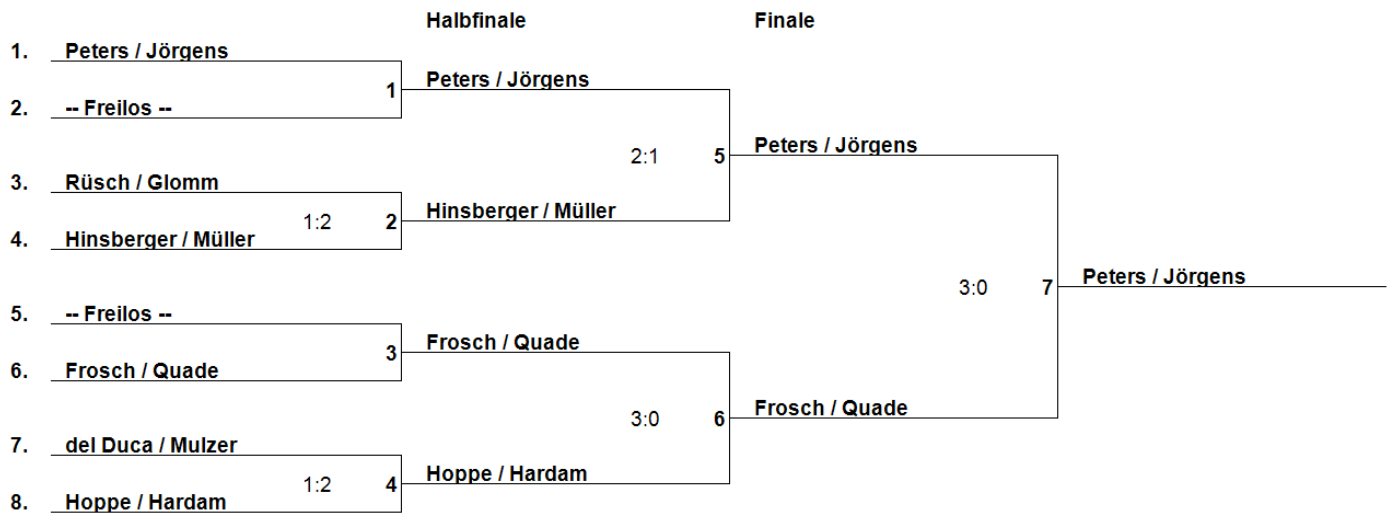 Halbfinale
Finale
1. Peters / Jörgens
1
Peters / Jörgens
2. -- Freilos --
2:1 5
Peters / Jörgens
3. Rüsch / Glomm
1:2 2
Hinsberger / Müller
4. Hinsberger / Müller
3:0 7
Peters / Jörgens
5. -- Freilos --
3
Frosch / Quade
6. Frosch / Quade
3:0 6
Frosch / Quade
7. del Duca / Mulzer
1:2 4
Hoppe / Hardam
8. Hoppe / Hardam